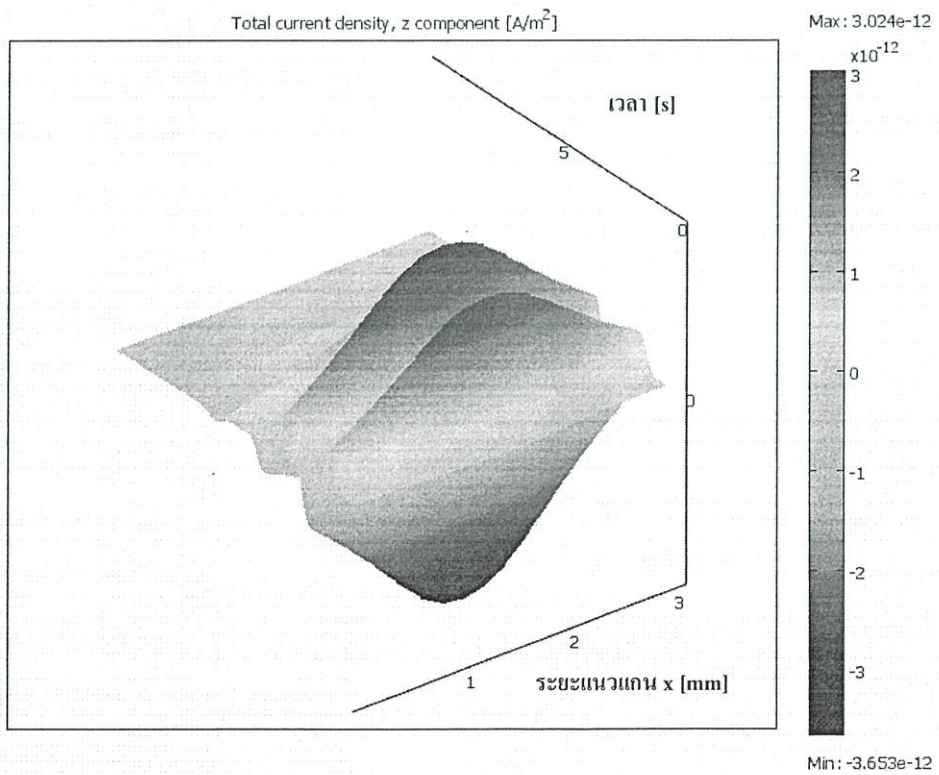 Total current density, z component [A/m²]
Max: 3.024e-12
x10⁻¹²
3
2
1
0
-1
-2
-3
Min: -3.653e-12
เวลา [s]
5
0
0
3
2
1
ระยะแนวแกน x [mm]